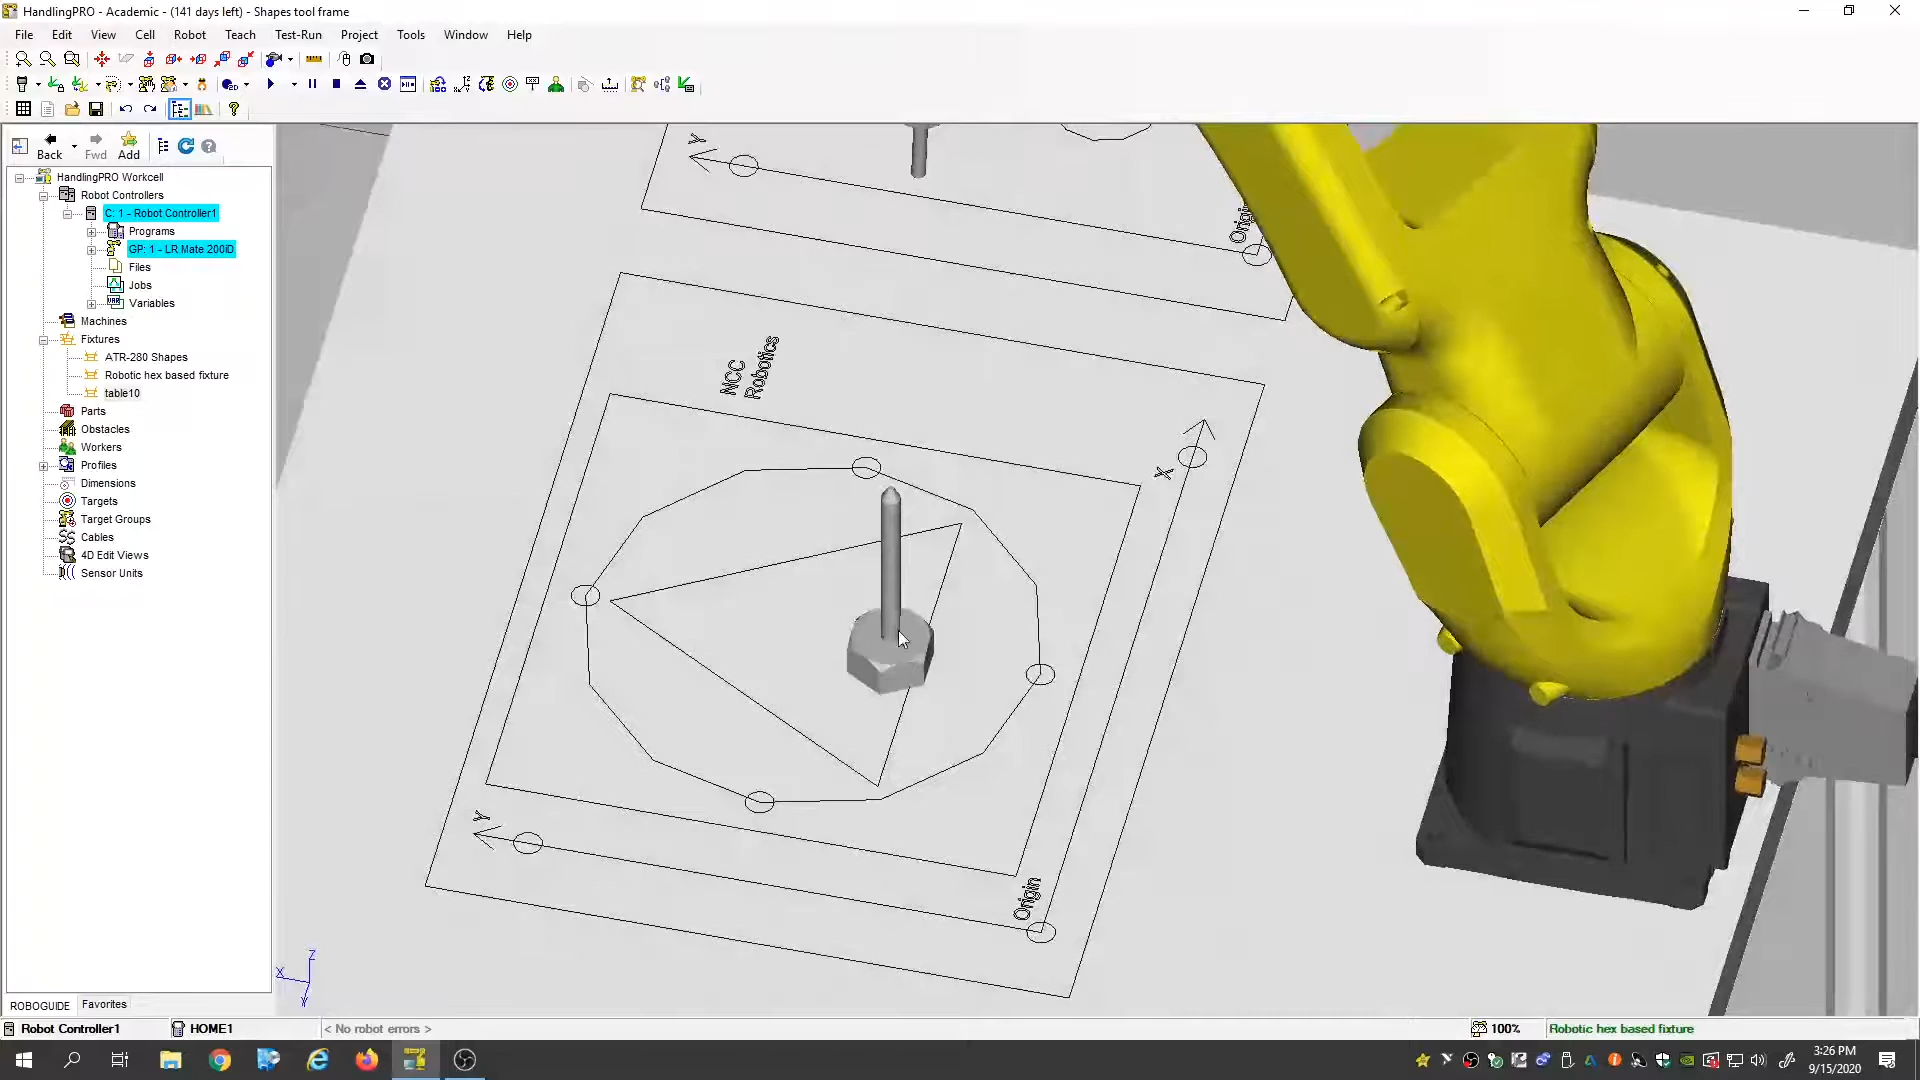 HandlingPRO - Academic - (141 days left) - Shapes tool frame
File Edit View Cell Robot Teach Test-Run Project Tools Window Help
Back Fwd Add
HandlingPRO Workcell
Robot Controllers
C: 1 - Robot Controller1
Programs
GP: 1 - LR Mate 200iD
Files
Jobs
Variables
Machines
Fixtures
ATR-280 Shapes
Robotic hex based fixture
table10
Parts
Obstacles
Workers
Profiles
Dimensions
Targets
Target Groups
Cables
4D Edit Views
Sensor Units
Y
NCC
Robotics
X
Y
Origin
Z
X
Y
ROBOGUIDE Favorites
Robot Controller1 HOME1 < No robot errors > 100% Robotic hex based fixture
3:26 PM
9/15/2020